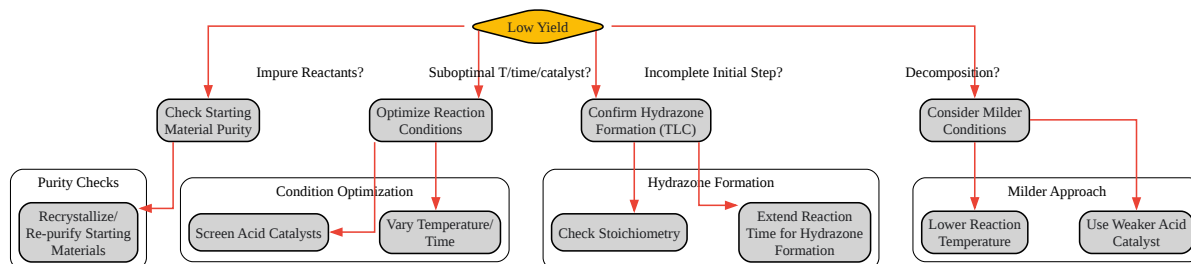 Low Yield
Impure Reactants?
Suboptimal T/time/catalyst?
Incomplete Initial Step?
Decomposition?
Check Starting
Material Purity
Optimize Reaction
Conditions
Confirm Hydrazone
Formation (TLC)
Consider Milder
Conditions
Purity Checks
Recrystallize/
Re-purify Starting
Materials
Condition Optimization
Screen Acid Catalysts
Vary Temperature/
Time
Hydrazone Formation
Check Stoichiometry
Extend Reaction
Time for Hydrazone
Formation
Milder Approach
Lower Reaction
Temperature
Use Weaker Acid
Catalyst